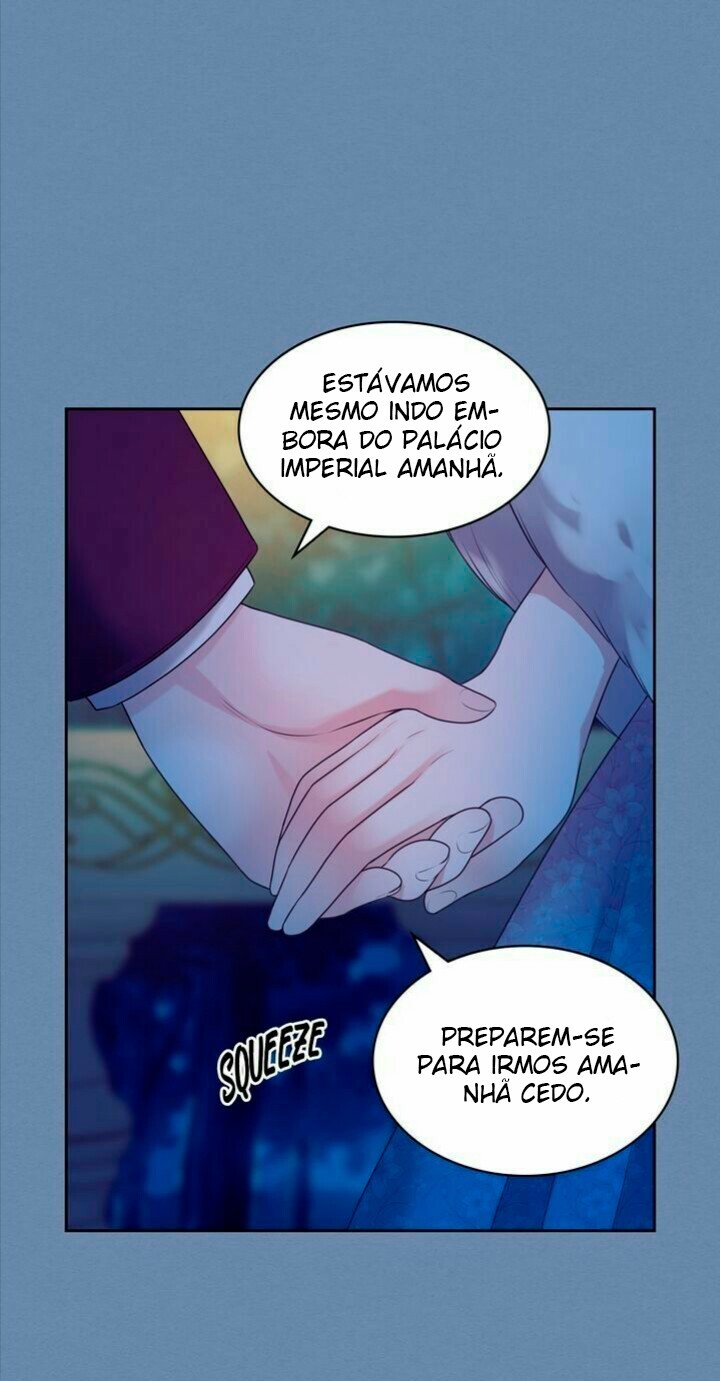 ESTÁVAMOS
MESMO INDO EM-
BORA DO PALÁCIO
IMPERIAL AMANHÃ.
SQUEEZE
PREPAREM-SE
PARA IRMOS AMA-
NHÃ CEDO.